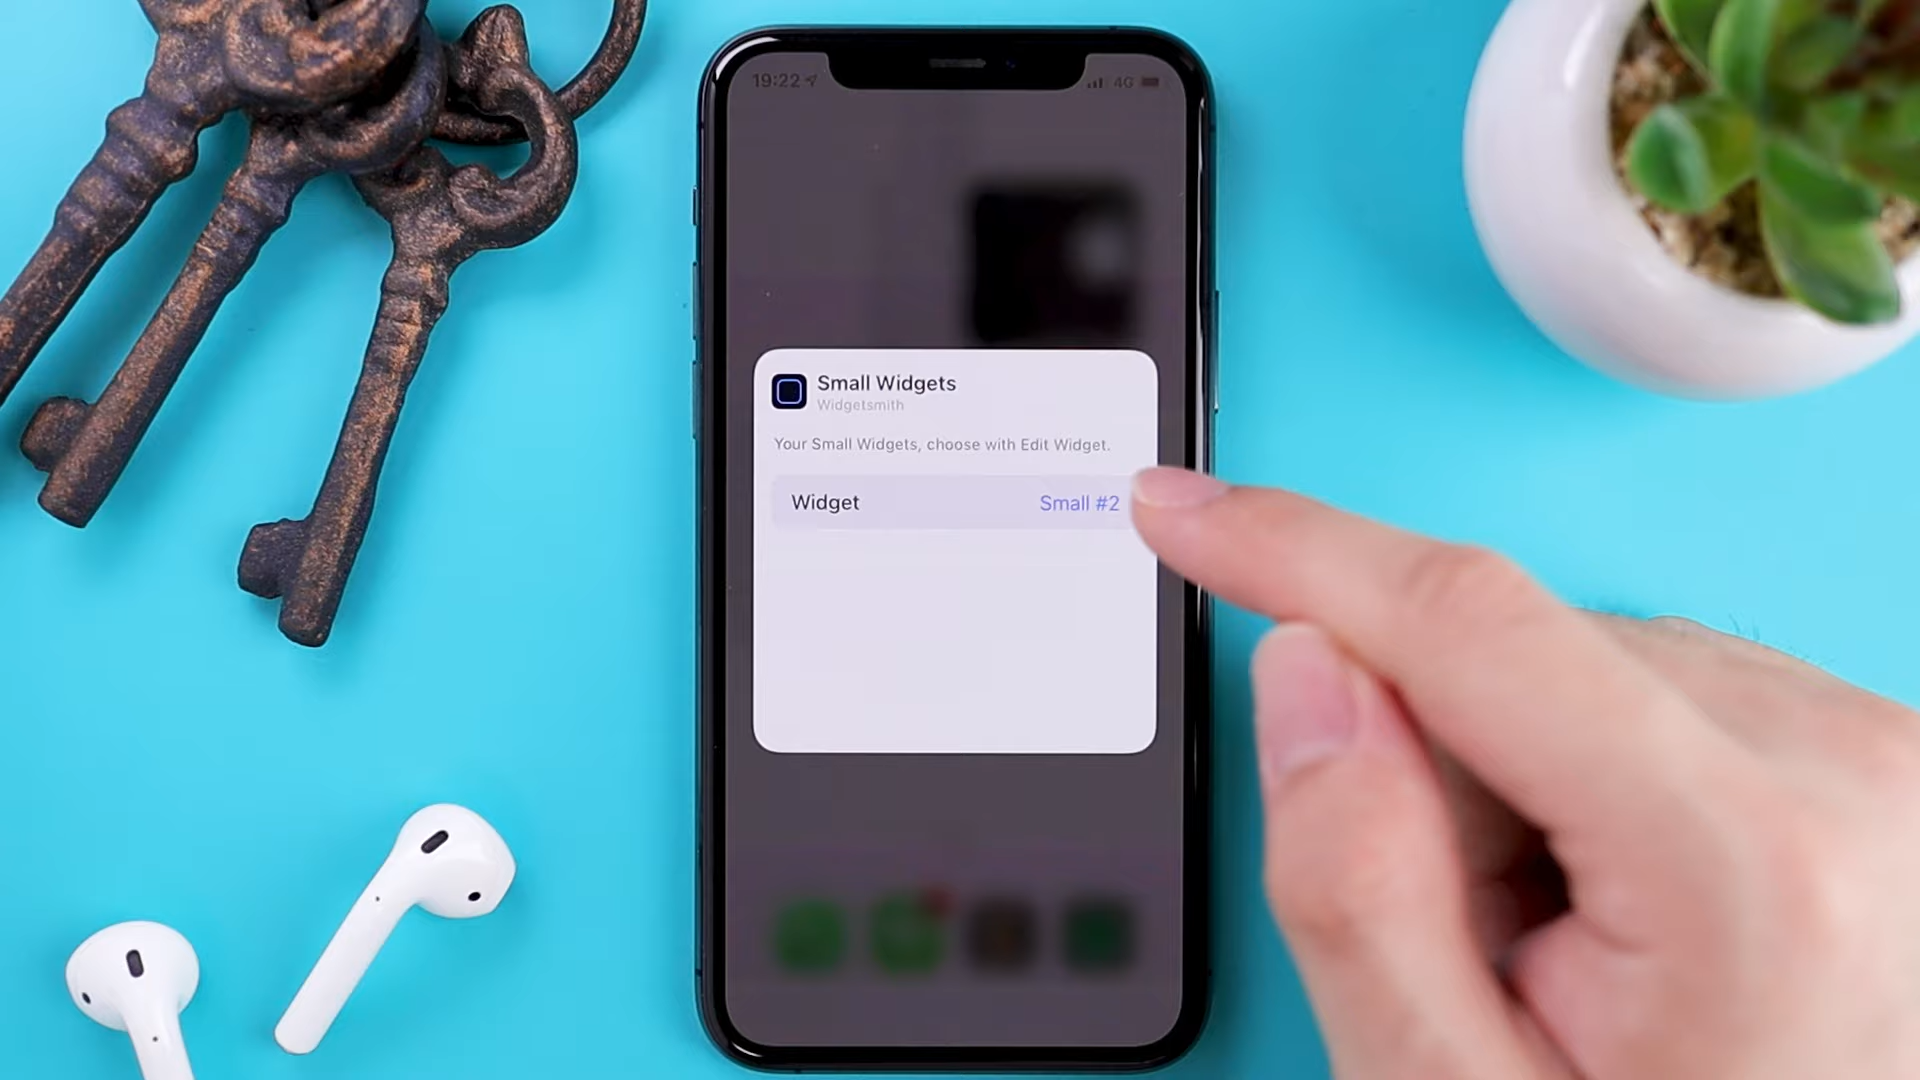 19:22
4G
Small Widgets
Widgetsmith
Your Small Widgets, choose with Edit Widget.
Widget Small #2